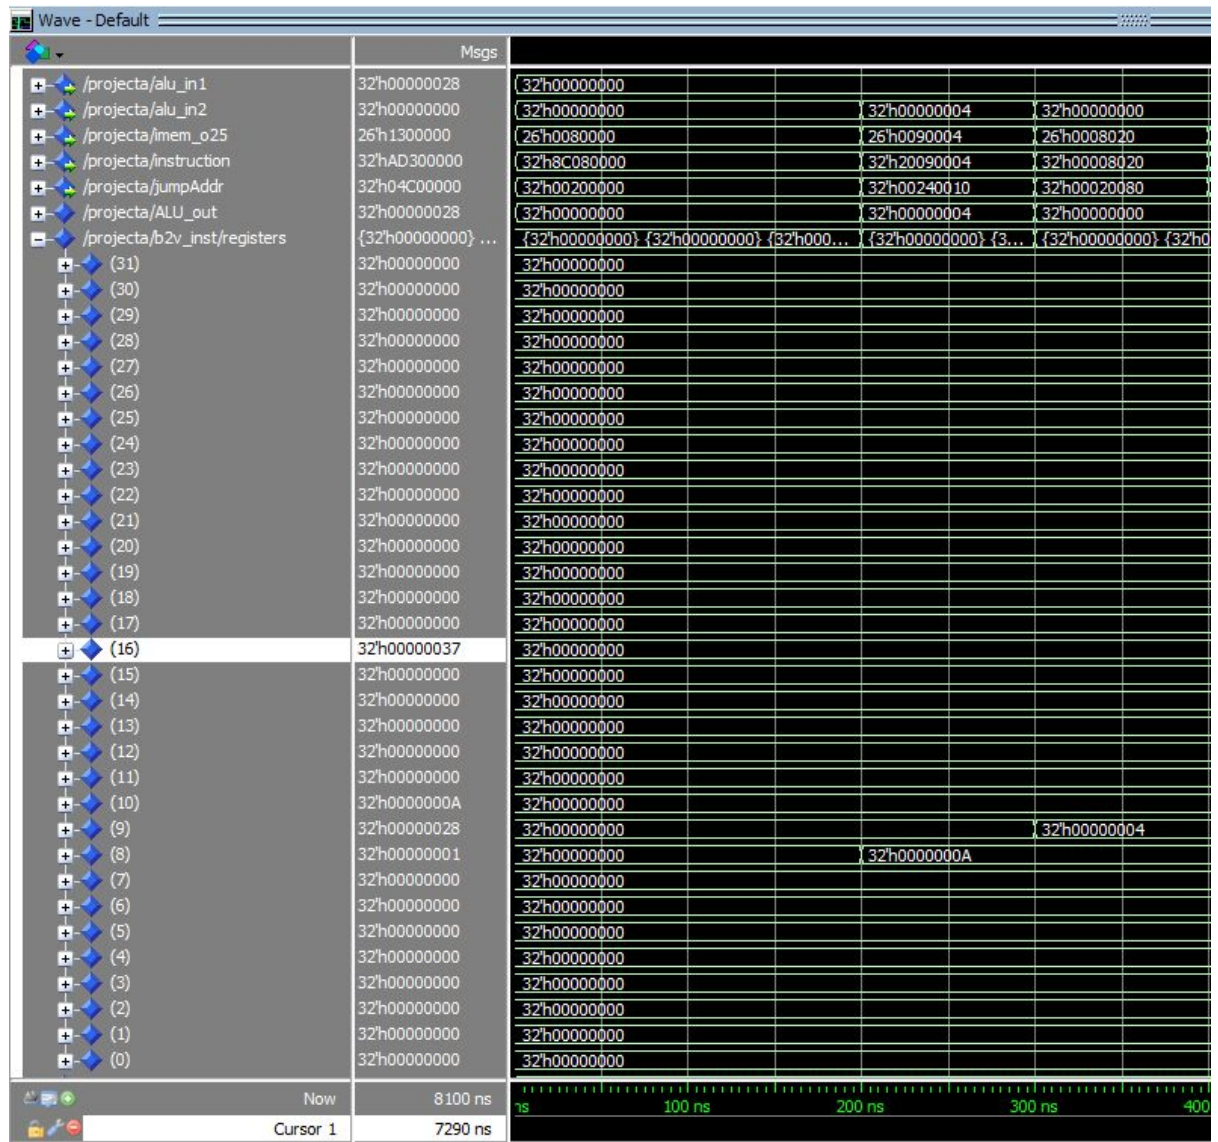 Wave - Default
Msgs
/projecta/alu_in1 32'h00000028 32'h00000000
/projecta/alu_in2 32'h00000000 32'h00000000 32'h00000004 32'h00000000
/projecta/imem_o25 26'h1300000 26'h0080000 26'h0090004 26'h0008020
/projecta/instruction 32'hAD300000 32'h8C080000 32'h20090004 32'h00008020
/projecta/jumpAddr 32'h04C00000 32'h00200000 32'h00240010 32'h00020080
/projecta/ALU_out 32'h00000028 32'h00000000 32'h00000004 32'h00000000
/projecta/b2v_inst/registers {32'h00000000} ... {32'h00000000} {32'h00000000} {32'h000... {32'h00000000} {3... {32'h00000000} {32'h0
(31) 32'h00000000 32'h00000000
(30) 32'h00000000 32'h00000000
(29) 32'h00000000 32'h00000000
(28) 32'h00000000 32'h00000000
(27) 32'h00000000 32'h00000000
(26) 32'h00000000 32'h00000000
(25) 32'h00000000 32'h00000000
(24) 32'h00000000 32'h00000000
(23) 32'h00000000 32'h00000000
(22) 32'h00000000 32'h00000000
(21) 32'h00000000 32'h00000000
(20) 32'h00000000 32'h00000000
(19) 32'h00000000 32'h00000000
(18) 32'h00000000 32'h00000000
(17) 32'h00000000 32'h00000000
(16) 32'h00000037 32'h00000000
(15) 32'h00000000 32'h00000000
(14) 32'h00000000 32'h00000000
(13) 32'h00000000 32'h00000000
(12) 32'h00000000 32'h00000000
(11) 32'h00000000 32'h00000000
(10) 32'h0000000A 32'h00000000
(9) 32'h00000028 32'h00000000 32'h00000004
(8) 32'h00000001 32'h00000000 32'h0000000A
(7) 32'h00000000 32'h00000000
(6) 32'h00000000 32'h00000000
(5) 32'h00000000 32'h00000000
(4) 32'h00000000 32'h00000000
(3) 32'h00000000 32'h00000000
(2) 32'h00000000 32'h00000000
(1) 32'h00000000 32'h00000000
(0) 32'h00000000 32'h00000000
Now 8100 ns ns 100 ns 200 ns 300 ns 400
Cursor 1 7290 ns